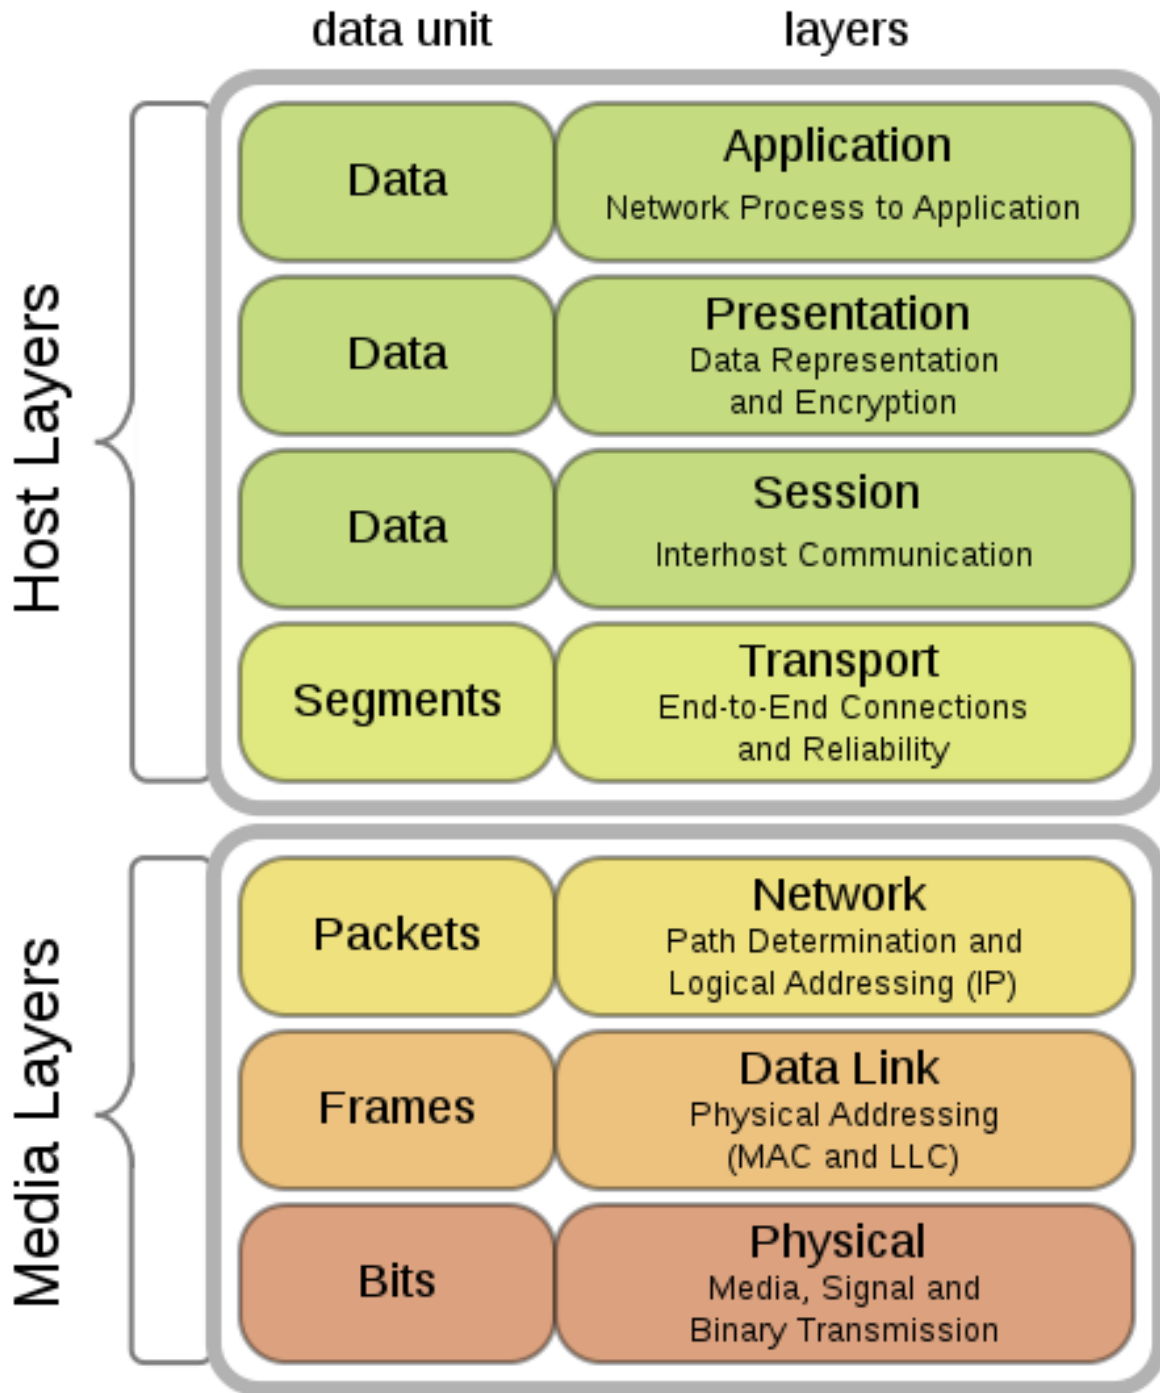 data unit
layers
Host Layers
Data
Application
Network Process to Application
Data
Presentation
Data Representation
and Encryption
Data
Session
Interhost Communication
Segments
Transport
End-to-End Connections
and Reliability
Media Layers
Packets
Network
Path Determination and
Logical Addressing (IP)
Frames
Data Link
Physical Addressing
(MAC and LLC)
Bits
Physical
Media, Signal and
Binary Transmission